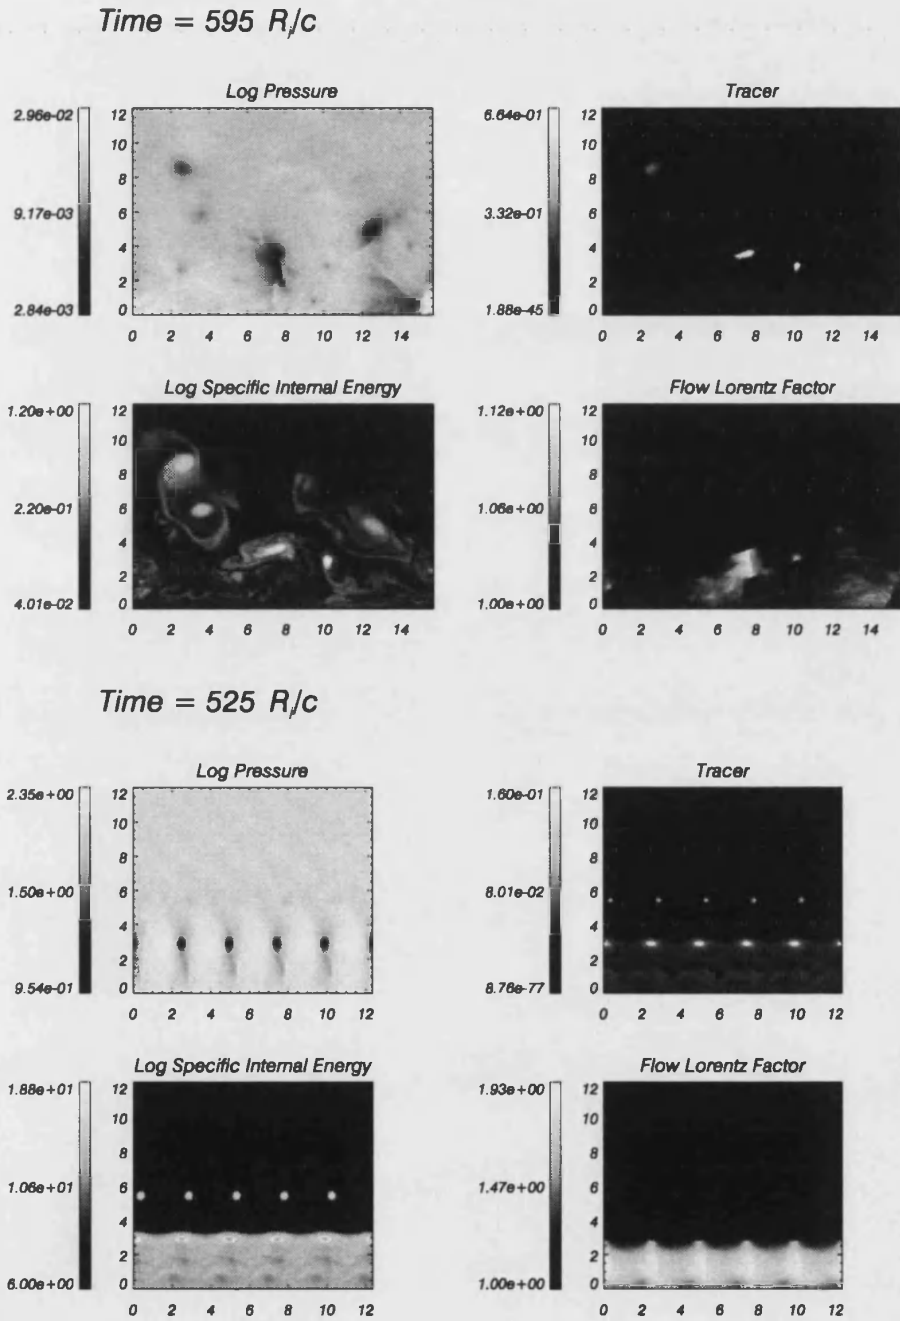 Time = 595 Rj/c
Log Pressure
2.96e-02
9.17e-03
2.84e-03
12
10
8
6
4
2
0
0 2 4 6 8 10 12 14
Tracer
6.64e-01
3.32e-01
1.88e-45
12
10
8
6
4
2
0
0 2 4 6 8 10 12 14
Log Specific Internal Energy
1.20e+00
2.20e-01
4.01e-02
12
10
8
6
4
2
0
0 2 4 6 8 10 12 14
Flow Lorentz Factor
1.12e+00
1.06e+00
1.00e+00
12
10
8
6
4
2
0
0 2 4 6 8 10 12 14
Time = 525 Rj/c
Log Pressure
2.35e+00
1.50e+00
9.54e-01
12
10
8
6
4
2
0
0 2 4 6 8 10 12
Tracer
1.60e-01
8.01e-02
8.76e-77
12
10
8
6
4
2
0
0 2 4 6 8 10 12
Log Specific Internal Energy
1.88e+01
1.06e+01
6.00e+00
12
10
8
6
4
2
0
0 2 4 6 8 10 12
Flow Lorentz Factor
1.93e+00
1.47e+00
1.00e+00
12
10
8
6
4
2
0
0 2 4 6 8 10 12